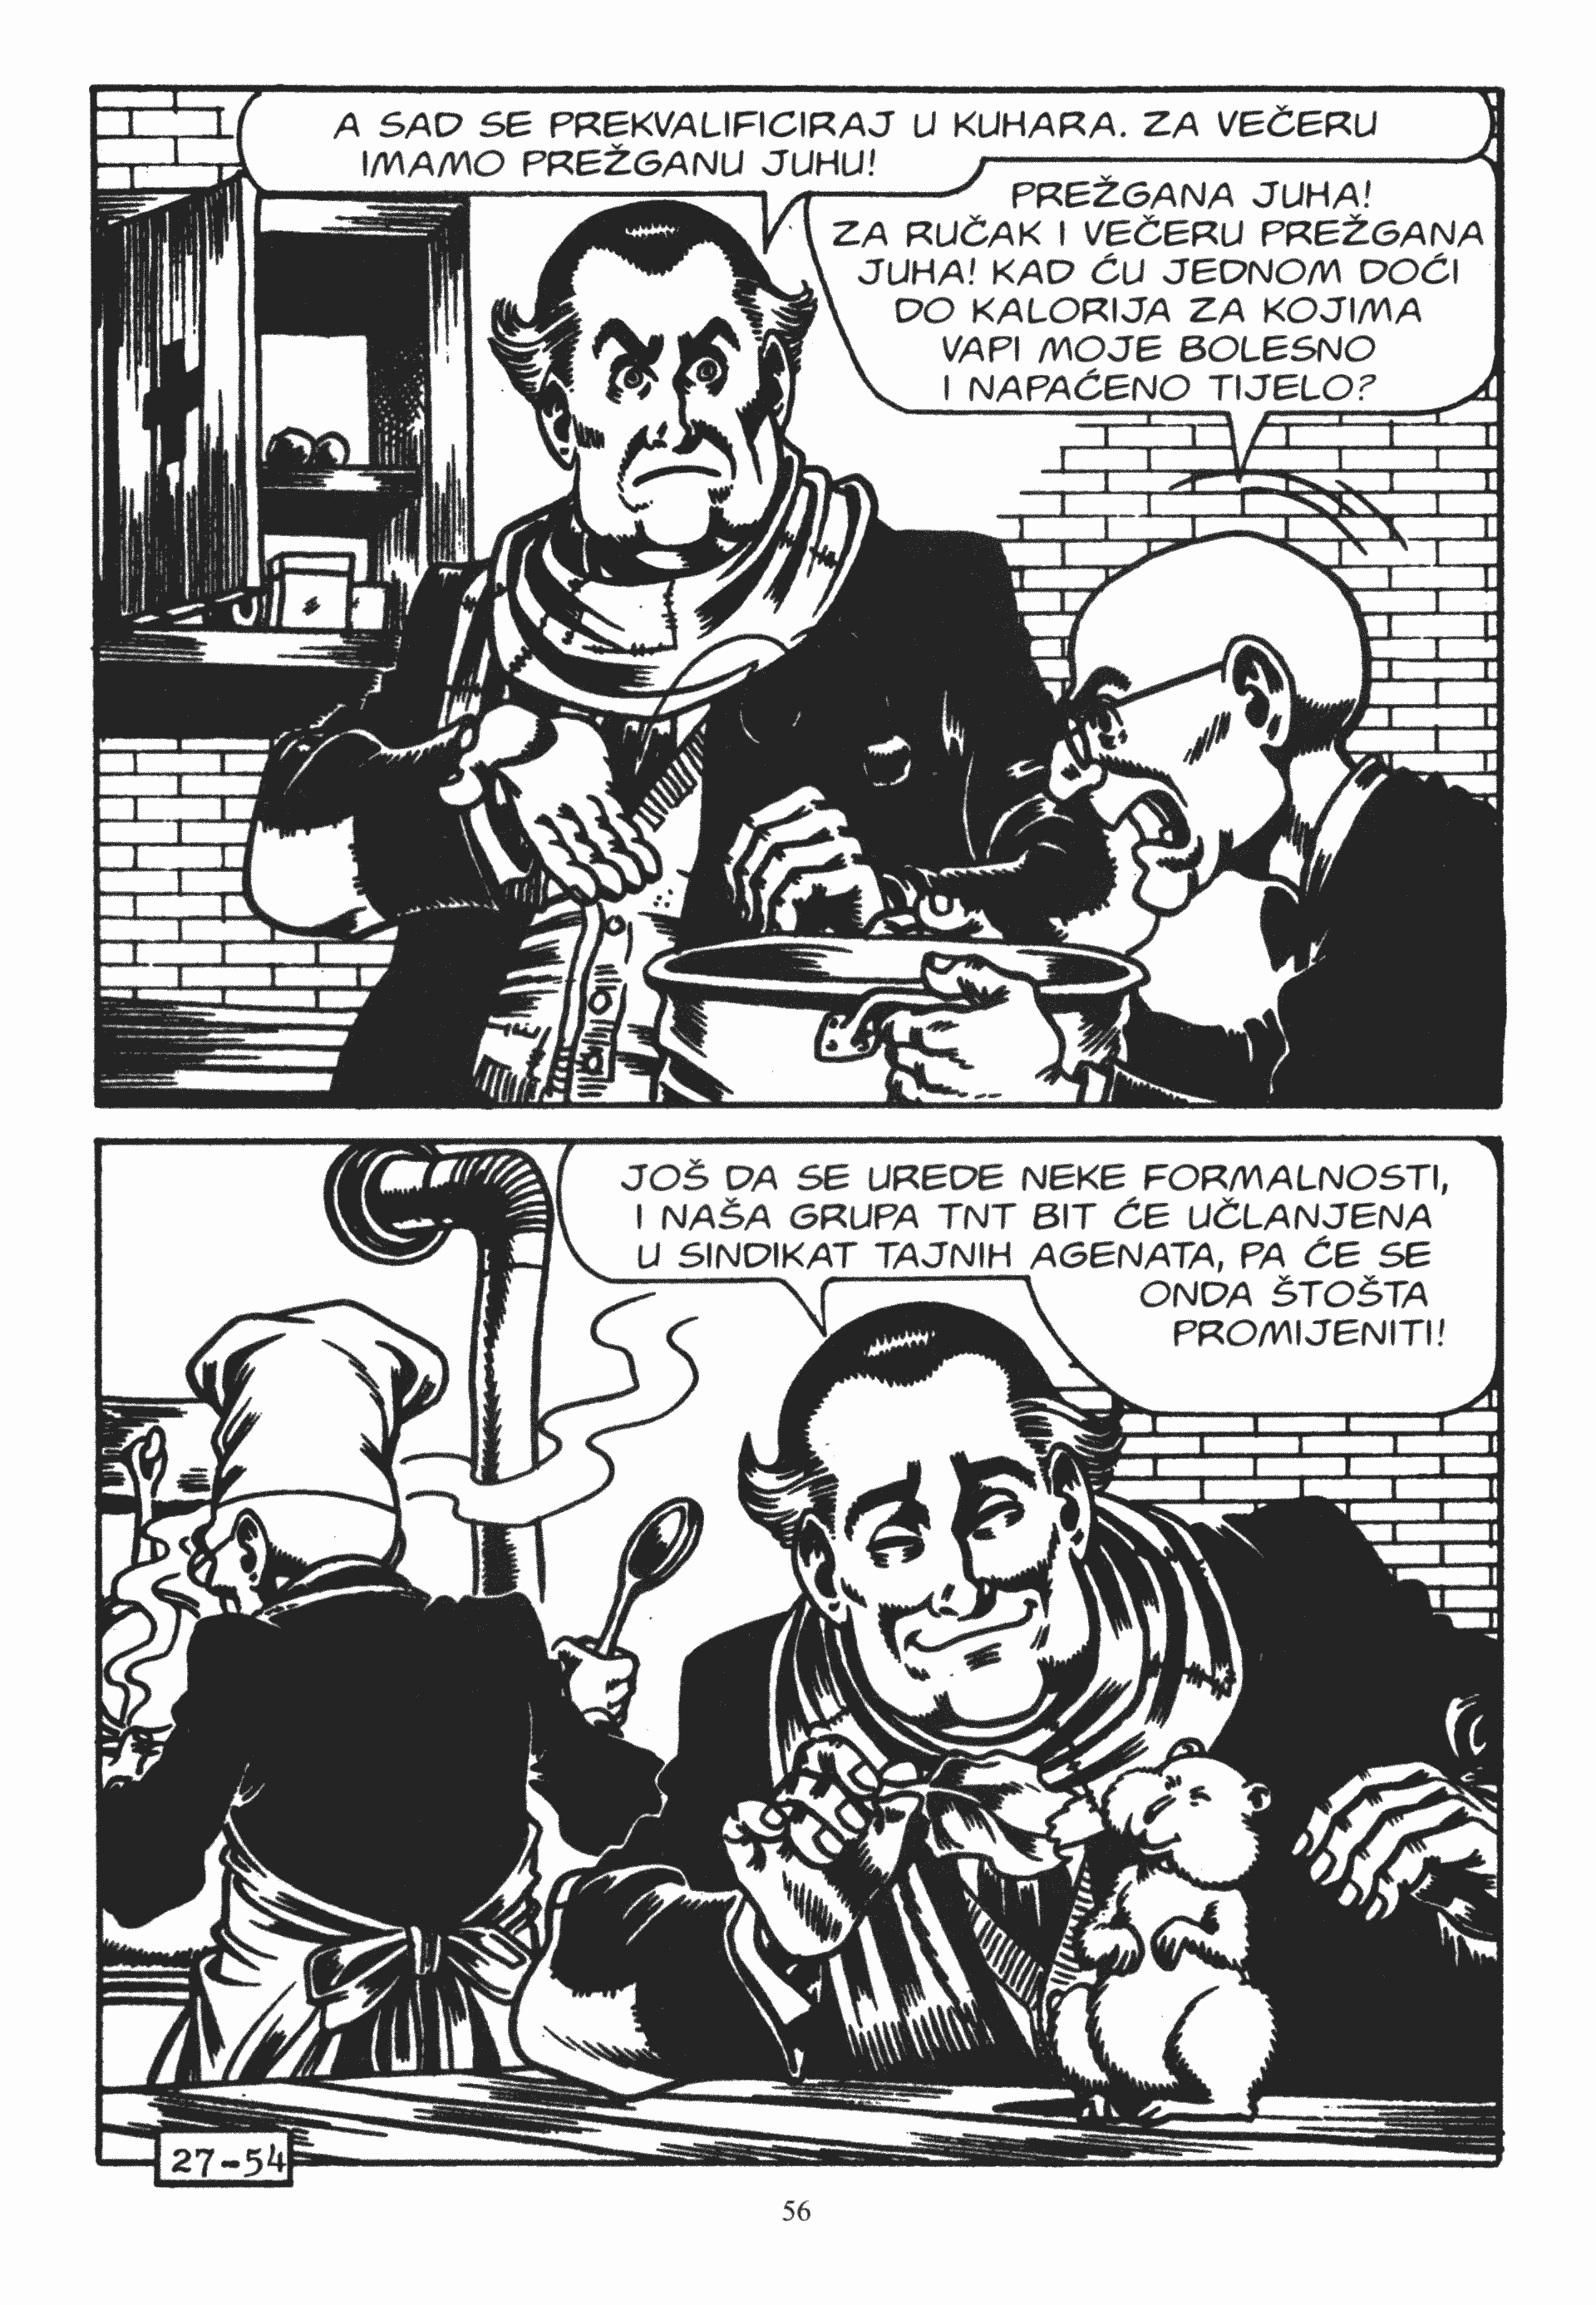 A SAD SE PREKVALIFICIRAJ U KUHARA. ZA VEČERU
IMAMO PREŽGANU JUHU!
PREŽGANA JUHA!
ZA RUČAK I VEČERU PREŽGANA
JUHA! KAD ĆU JEDNOM DOĆI
DO KALORIJA ZA KOJIMA
VAPI MOJE BOLESNO
I NAPAĆENO TIJELO?
JOŠ DA SE UREDE NEKE FORMALNOSTI,
I NAŠA GRUPA TNT BIT ĆE UČLANJENA
U SINDIKAT TAJNIH AGENATA, PA ĆE SE
ONDA ŠTOŠTA
PROMIJENITI!
27-54
56